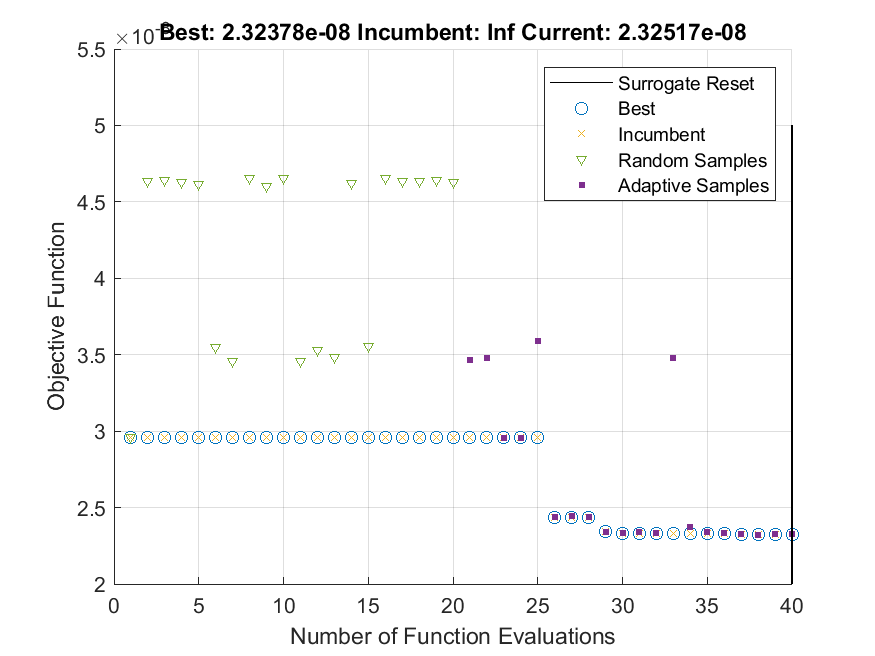 ×10
Best: 2.32378e-08 Incumbent: Inf Current: 2.32517e-08
5.5
5
4.5
4
3.5
3
2.5
2
Objective Function
Surrogate Reset
Best
Incumbent
Random Samples
Adaptive Samples
0 5 10 15 20 25 30 35 40
Number of Function Evaluations